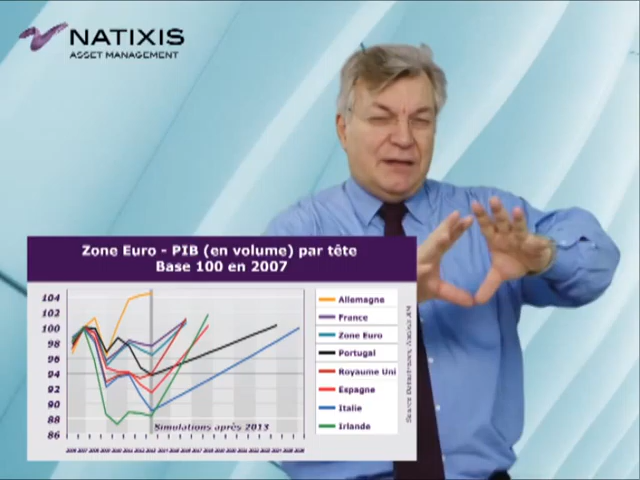 NATIXIS
ASSET MANAGEMENT
Zone Euro - PIB (en volume) par tête
Base 100 en 2007
104
102
100
98
96
94
92
90
88
86
Simulations après 2013
Allemagne
France
Zone Euro
Portugal
Royaume Uni
Espagne
Italie
Irlande